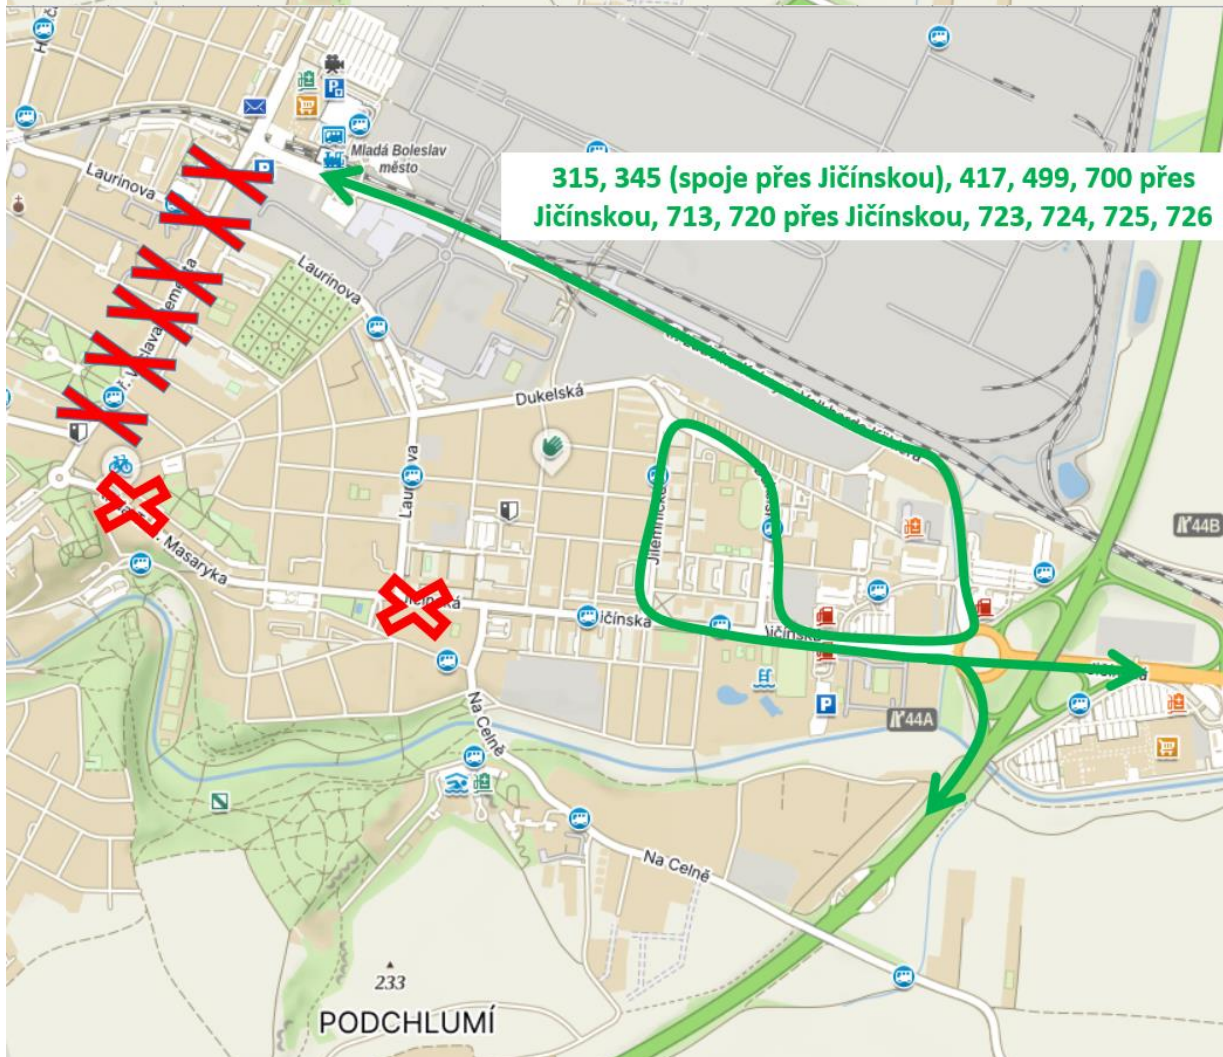 Mladá Boleslav
město
Laurinova
315, 345 (spoje přes Jičínskou), 417, 499, 700 přes
Jičínskou, 713, 720 přes Jičínskou, 723, 724, 725, 726
Laurinova
Dukelská
Jilemnická
44B
Masaryka
Jičínská
Jičínská
44A
Na Celně
Na Celně
233
PODCHLUMÍ